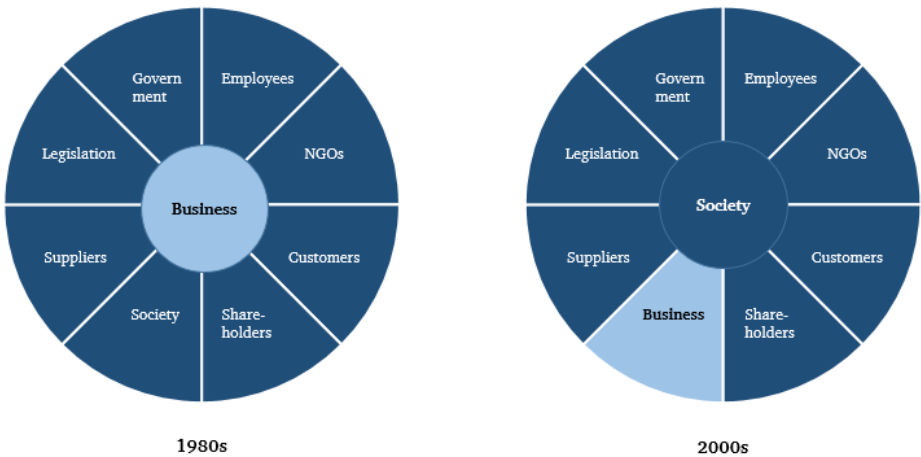 Govern
ment
Employees
Legislation
NGOs
Business
Suppliers
Customers
Society
Share-
holders
1980s
Govern
ment
Employees
Legislation
NGOs
Society
Suppliers
Customers
Business
Share-
holders
2000s